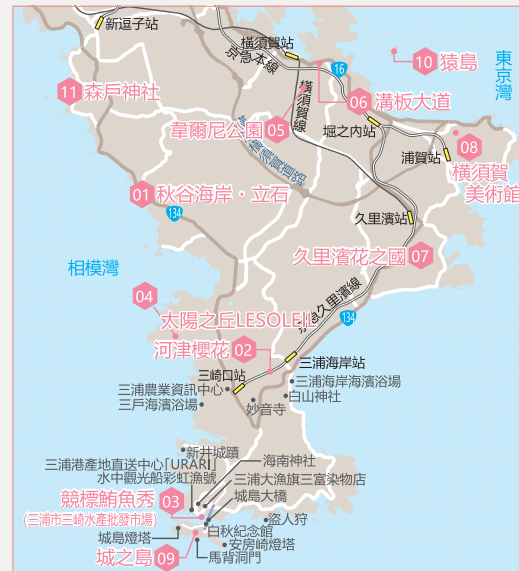 新逗子站
橫須賀站
京急本線
16
10 猿島
東京灣
11 森戶神社
橫須賀線
06 溝板大道
韋爾尼公園 05
堀之內站
浦賀站
08
橫須賀
美術館
橫濱橫須賀道路
01 秋谷海岸・立石
134
久里濱站
久里濱花之國 07
相模灣
04
太陽之丘LESOLEIL
京急久里濱線
134
河津櫻花 02
三浦海岸站
三崎口站
三浦海岸海濱浴場
三浦農業資訊中心
白山神社
三戶海濱浴場
妙音寺
新井城蹟
海南神社
三浦港產地直送中心「URARI」
水中觀光船彩虹漁號
三浦大漁旗三富染物店
競標鮪魚秀 03
城島大橋
(三浦市三崎水產批發市場)
盜人狩
白秋紀念館
城島燈塔
安房崎燈塔
城之島 09
馬背洞門